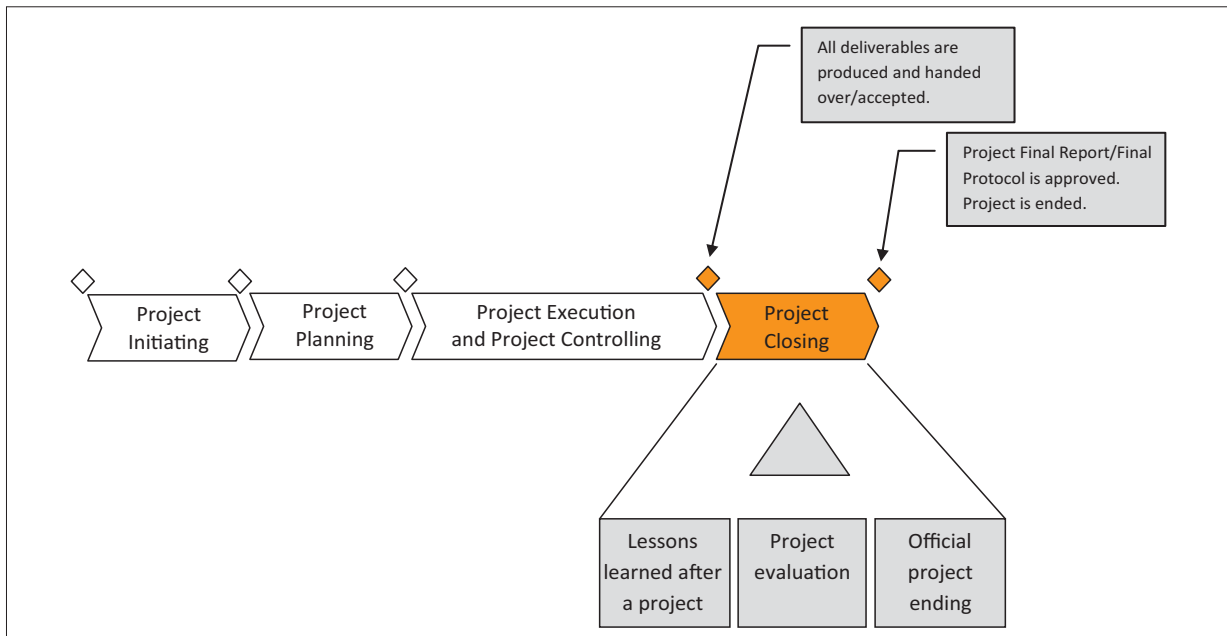 All deliverables are
produced and handed
over/accepted.
Project Final Report/Final
Protocol is approved.
Project is ended.
Project
Initiating
Project
Planning
Project Execution
and Project Controlling
Project
Closing
Lessons
learned after
a project
Project
evaluation
Official
project
ending